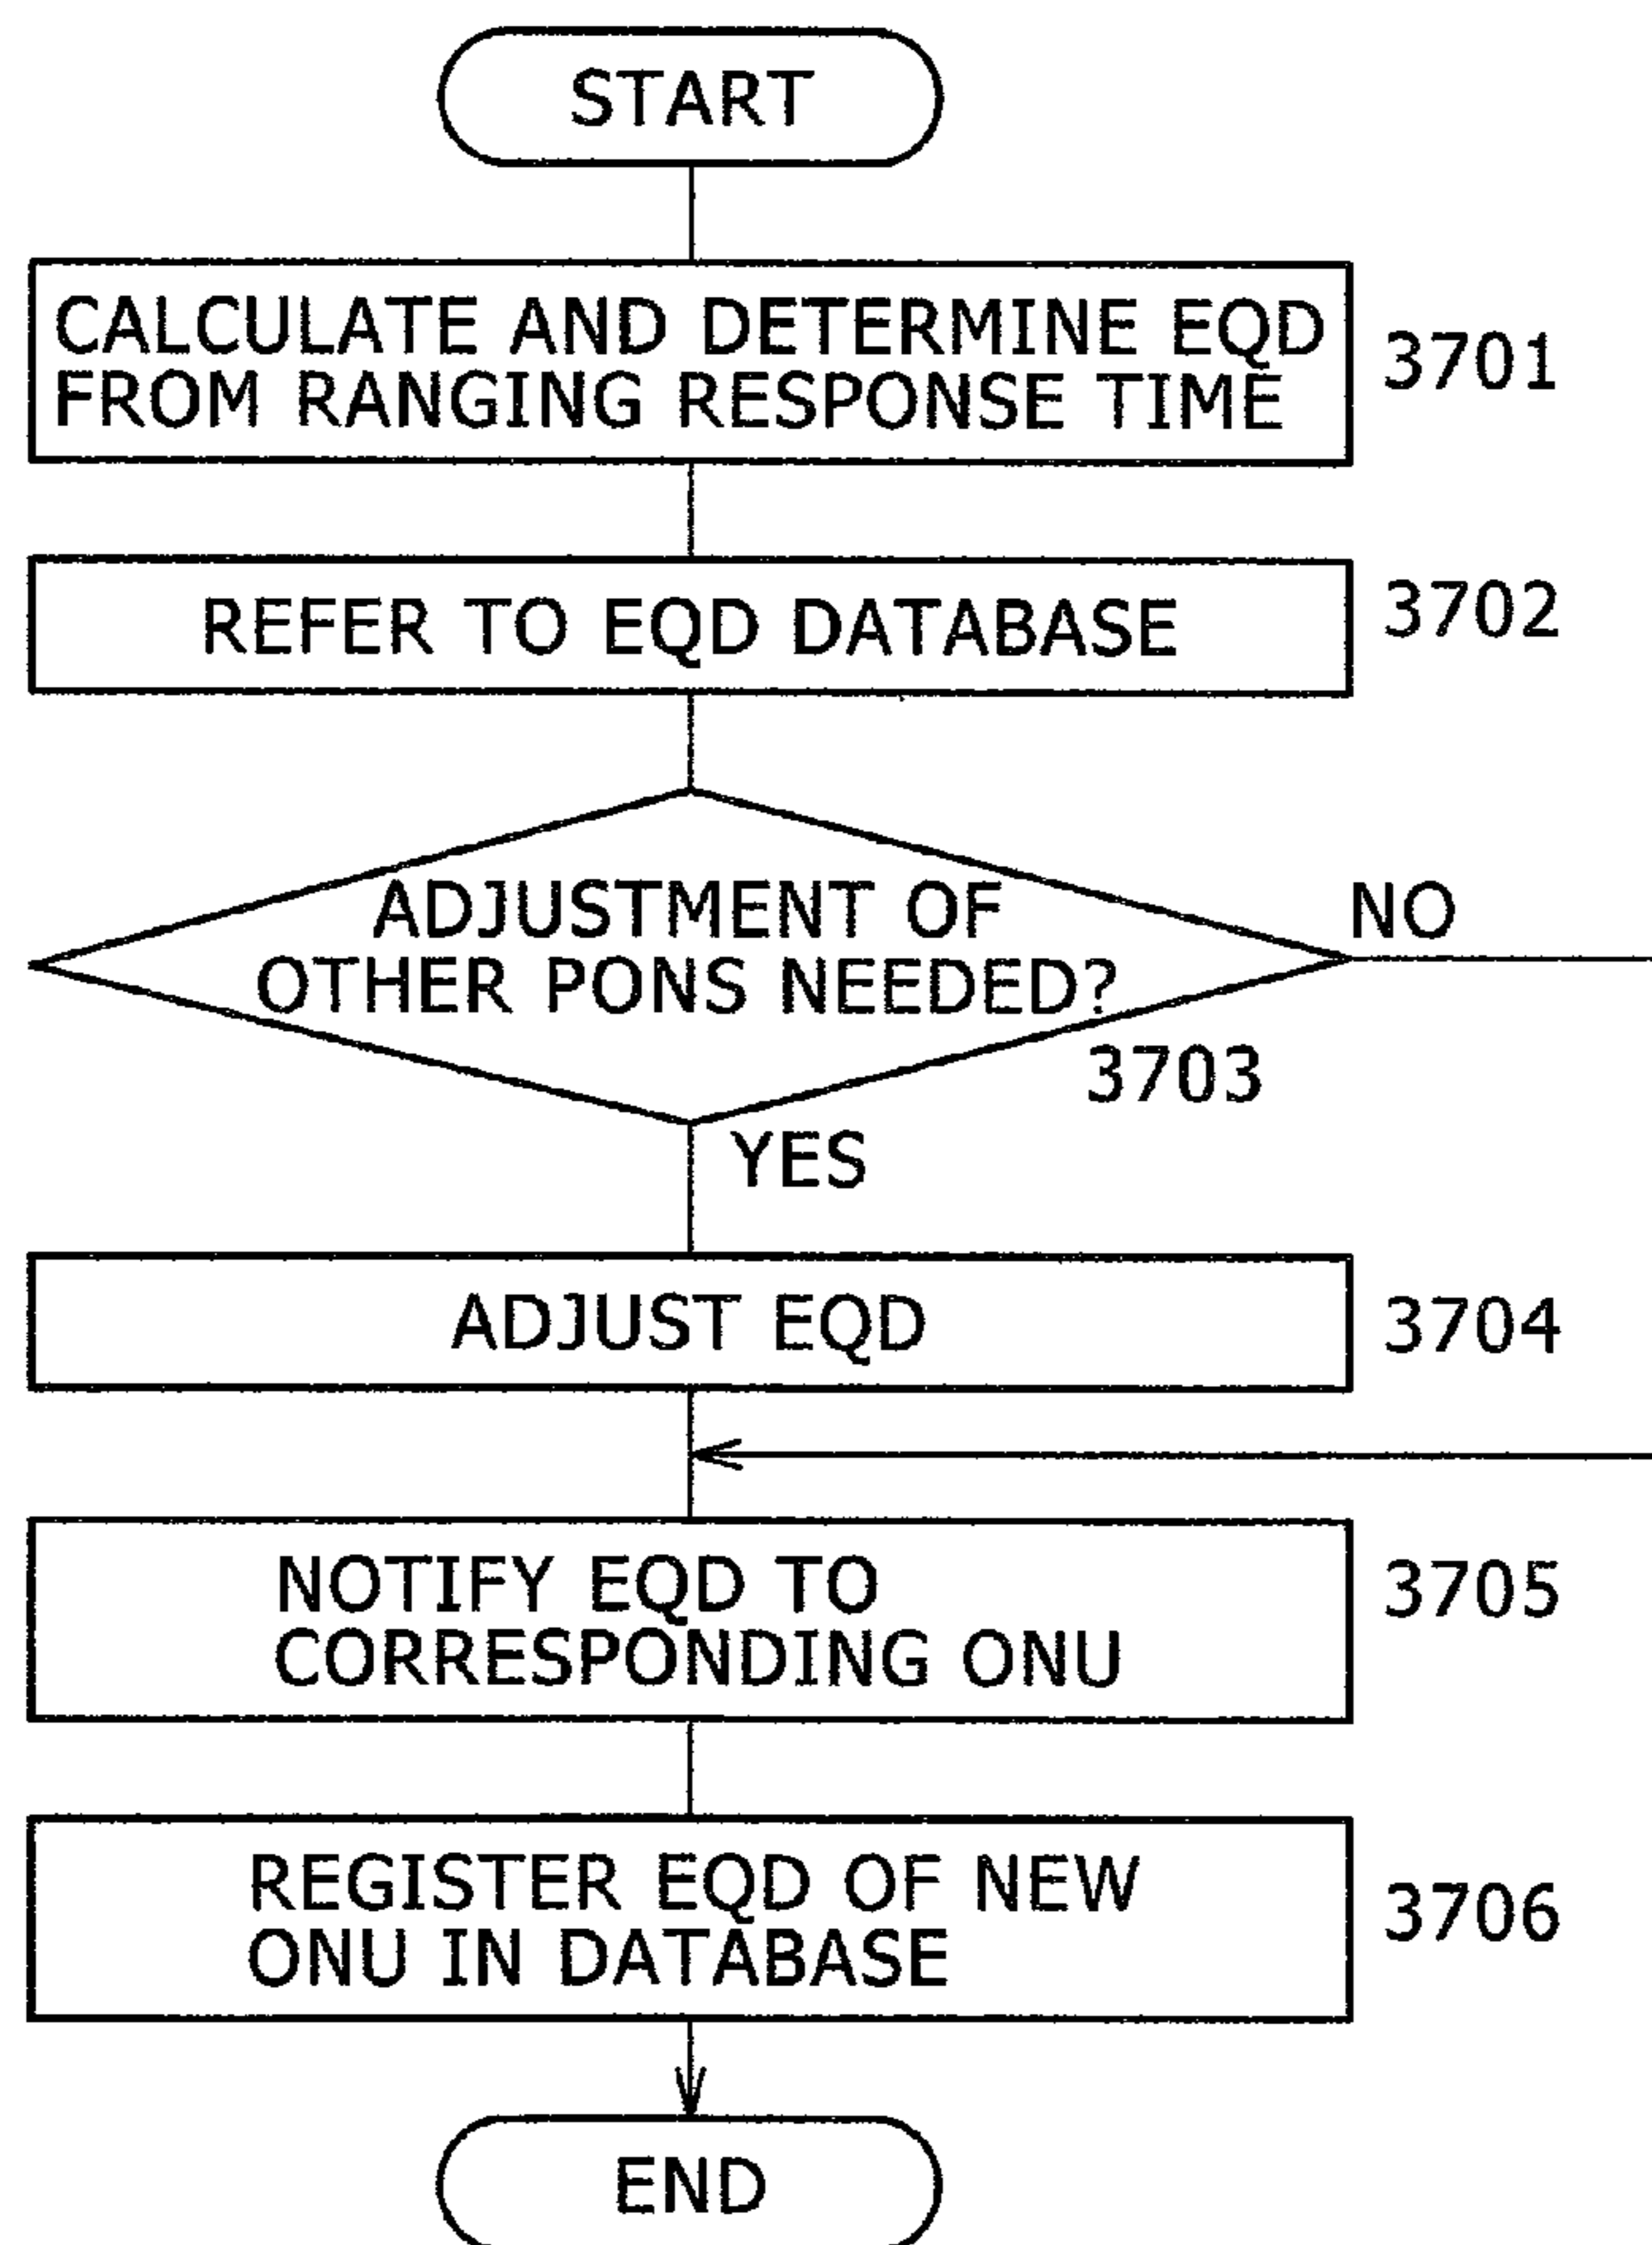 START
CALCULATE AND DETERMINE EQD
FROM RANGING RESPONSE TIME
3701
REFER TO EQD DATABASE
3702
ADJUSTMENT OF
OTHER PONS NEEDED?
NO
3703
YES
ADJUST EQD
3704
NOTIFY EQD TO
CORRESPONDING ONU
3705
REGISTER EQD OF NEW
ONU IN DATABASE
3706
END